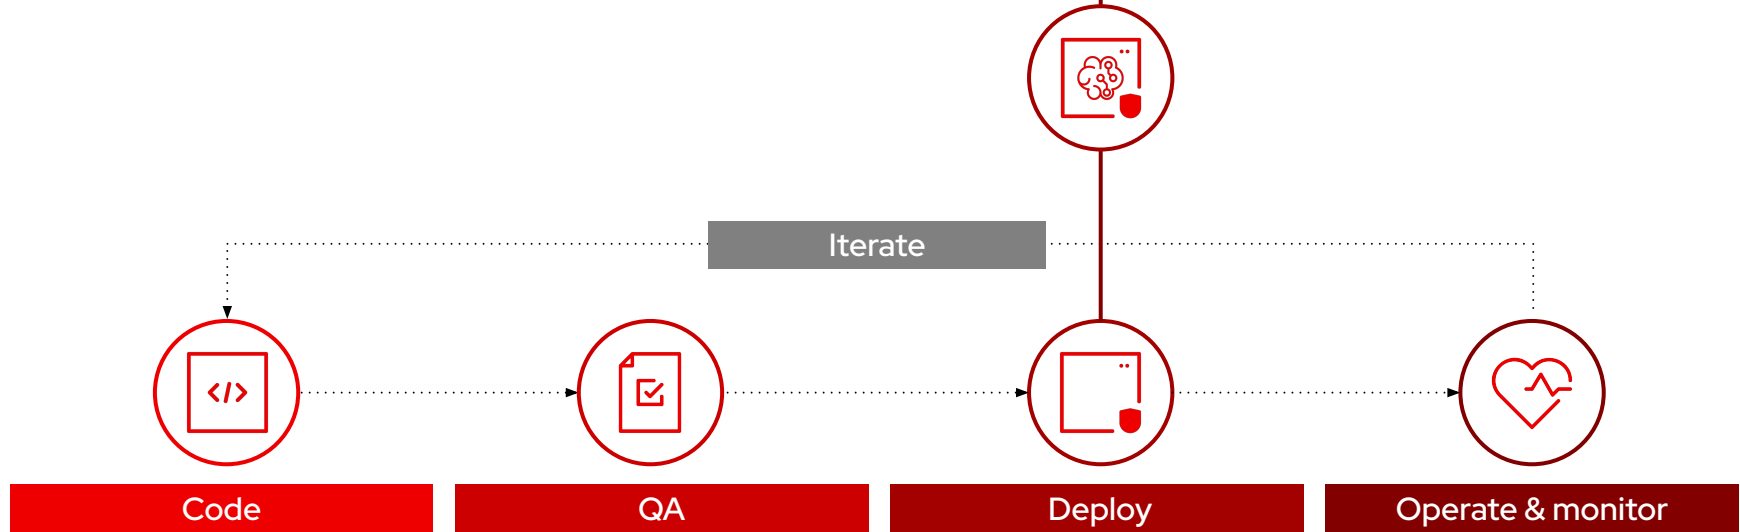 Iterate
Code
QA
Deploy
Operate & monitor